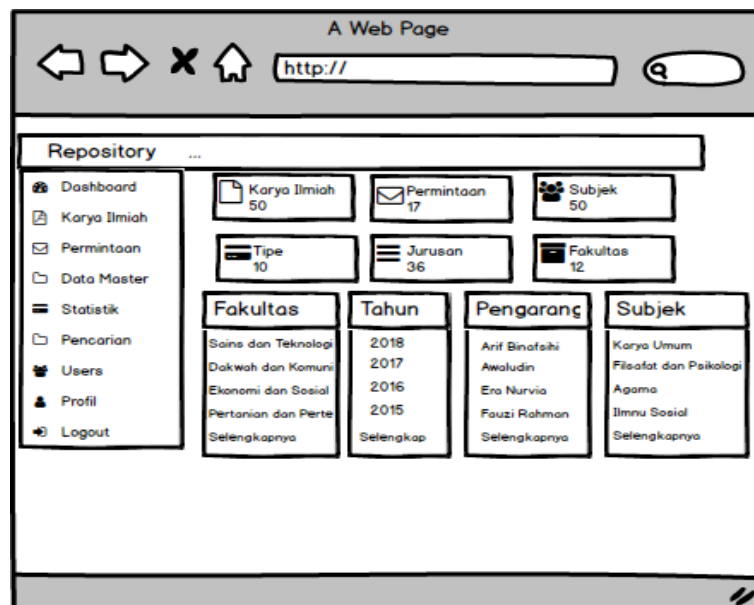 A Web Page
http://
Repository ...
Dashboard
Karya Ilmiah
Permintaan
Data Master
Statistik
Pencarian
Users
Profil
Logout
Karya Ilmiah
50
Permintaan
17
Subjek
50
Tipe
10
Jurusan
36
Fakultas
12
Fakultas
Sains dan Teknologi
Dakwah dan Komuni
Ekonomi dan Sosial
Pertanian dan Perte
Selengkapnya
Tahun
2018
2017
2016
2015
Selengkap
Pengarang
Arif Binafsihi
Awaludin
Era Nurvia
Fauzi Rahman
Selengkapnya
Subjek
Karya Umum
Filsafat dan Psikologi
Agama
Ilmnu Sosial
Selengkapnya